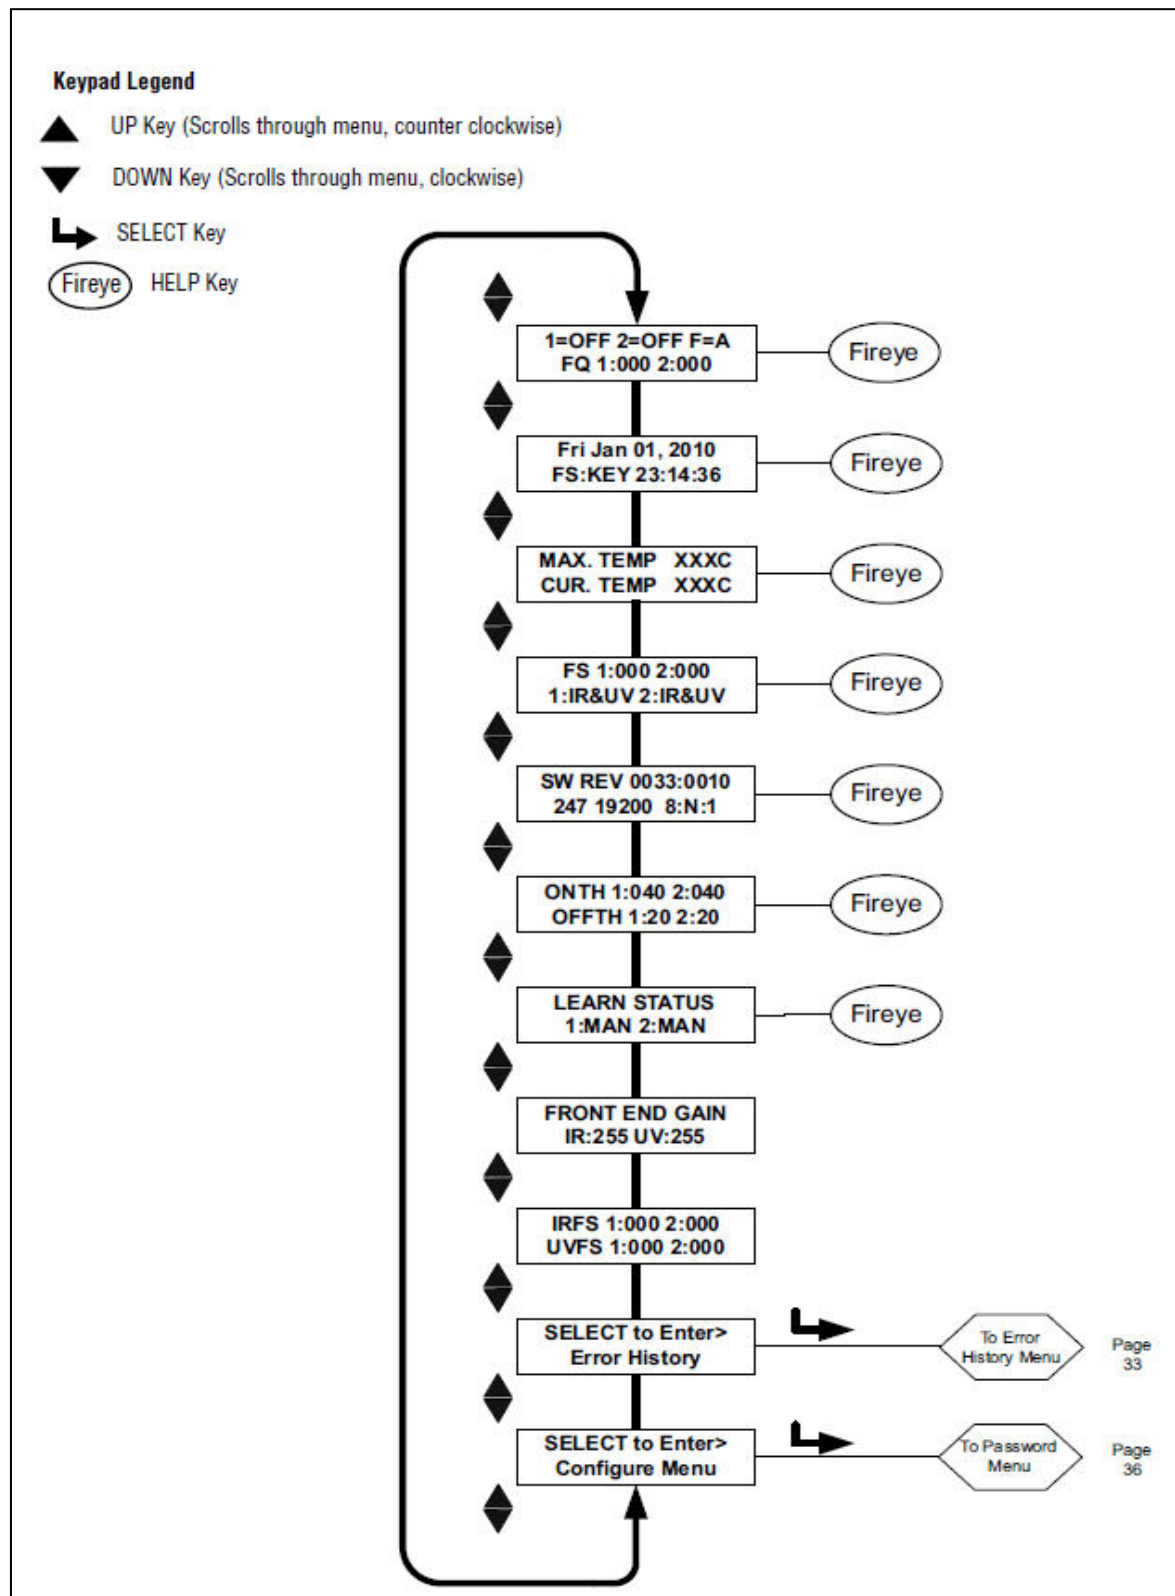 Keypad Legend
UP Key (Scrolls through menu, counter clockwise)
DOWN Key (Scrolls through menu, clockwise)
SELECT Key
Fireye HELP Key
1=OFF 2=OFF F=A
FQ 1:000 2:000
Fireye
Fri Jan 01, 2010
FS:KEY 23:14:36
Fireye
MAX. TEMP XXXC
CUR. TEMP XXXC
Fireye
FS 1:000 2:000
1:IR&UV 2:IR&UV
Fireye
SW REV 0033:0010
247 19200 8:N:1
Fireye
ONTH 1:040 2:040
OFFTH 1:20 2:20
Fireye
LEARN STATUS
1:MAN 2:MAN
Fireye
FRONT END GAIN
IR:255 UV:255
IRFS 1:000 2:000
UVFS 1:000 2:000
SELECT to Enter>
Error History
To Error
History Menu
Page
33
SELECT to Enter>
Configure Menu
To Password
Menu
Page
36